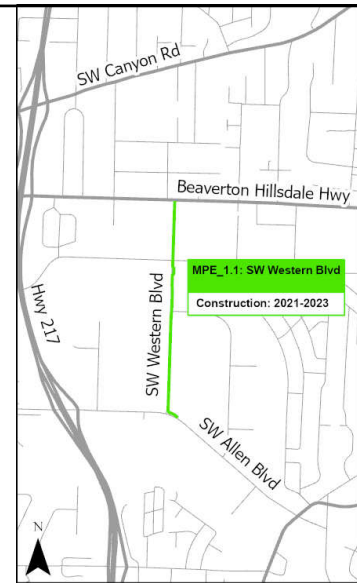 SW Canyon Rd
Beaverton Hillsdale Hwy
MPE_1.1: SW Western Blvd
Construction: 2021-2023
Hwy 217
SW Western Blvd
SW Allen Blvd
N